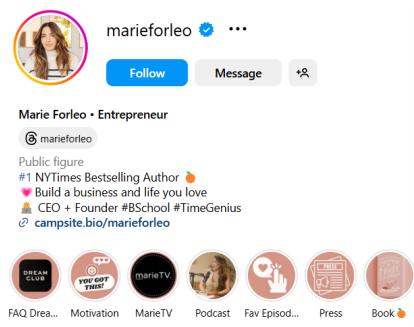 marieforleo
Follow
Message
Marie Forleo • Entrepreneur
marieforleo
Public figure
#1 NYTimes Bestselling Author 🍊
💗Build a business and life you love
👩‍💻 CEO + Founder #BSchool #TimeGenius
campsite.bio/marieforleo
DREAM
CLUB
YOU GOT
THIS!
marieTV.
PRESS
FAQ Drea...
Motivation
MarieTV
Podcast
Fav Episod...
Press
Book🍊